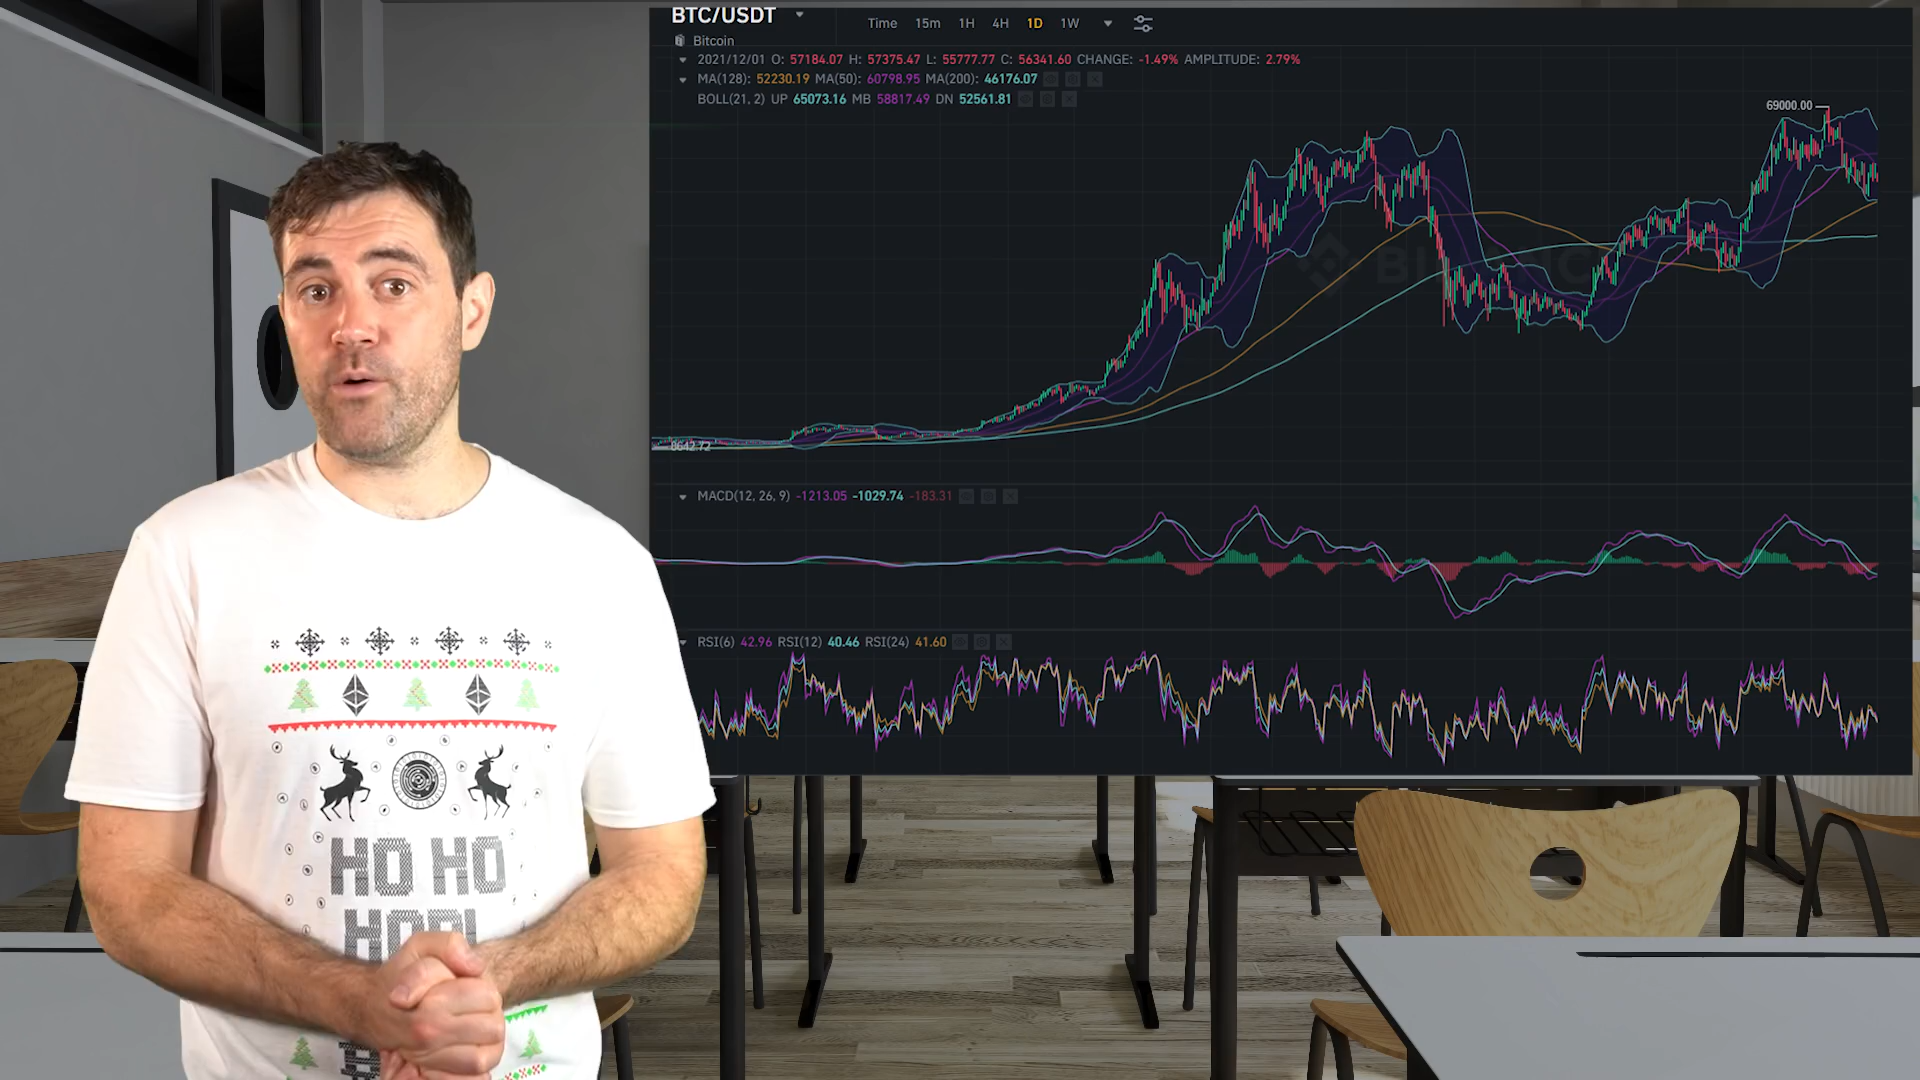 BTC/USDT
Time 15m 1H 4H 1D 1W
Bitcoin
2021/12/01 O: 57184.07 H: 57375.47 L: 55777.77 C: 56341.60 CHANGE: -1.49% AMPLITUDE: 2.79%
MA(128): 52230.19 MA(50): 60798.95 MA(200): 46176.07
BOLL(21, 2) UP 65073.16 MB 58817.49 DN 52561.81
69000.00
8642.72
MACD(12, 26, 9) -1213.05 -1029.74 -183.31
RSI(6) 42.96 RSI(12) 40.46 RSI(24) 41.60
HO HO
HODL